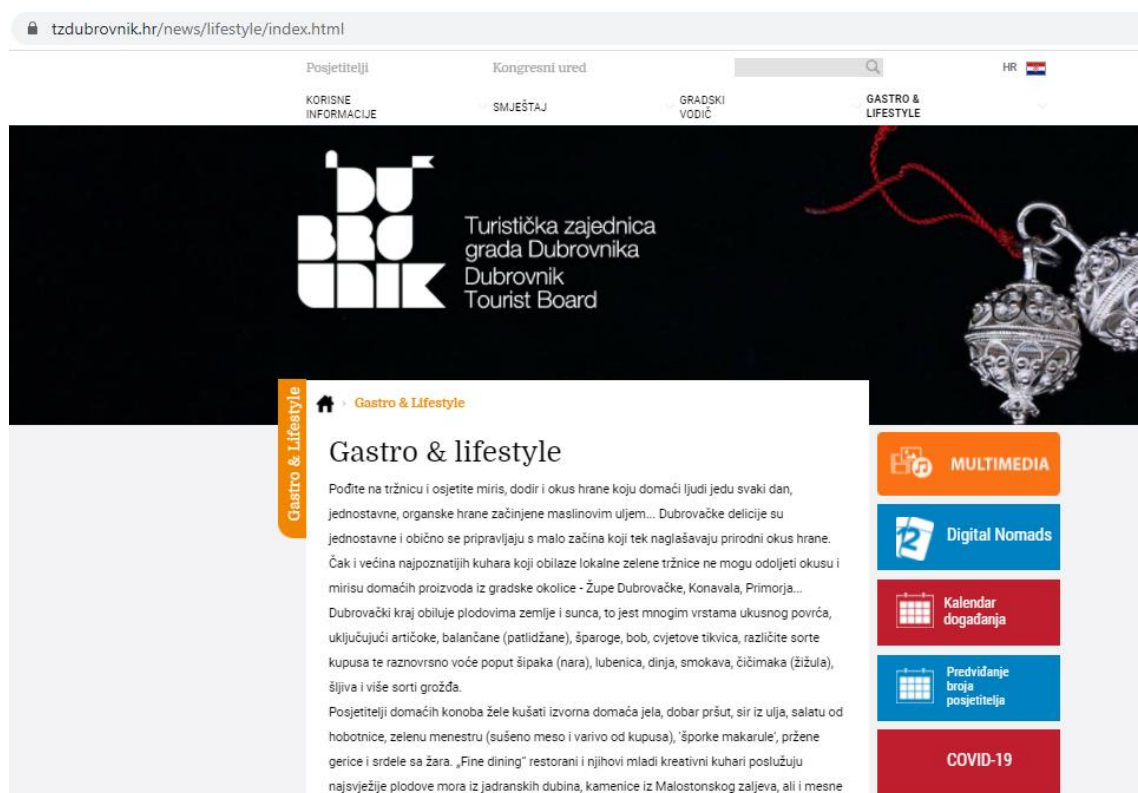 tzdubrovnik.hr/news/lifestyle/index.html
Posjetitelji
Kongresni ured
HR
KORISNE
INFORMACIJE
SMJEŠTAJ
GRADSKI
VODIČ
GASTRO &
LIFESTYLE
DUBROVNIK
Turistička zajednica
grada Dubrovnika
Dubrovnik
Tourist Board
Gastro & Lifestyle
Gastro & Lifestyle
Gastro & lifestyle
Pođite na tržnicu i osjetite miris, dodir i okus hrane koju domaći ljudi jedu svaki dan,
jednostavne, organske hrane začinjene maslinovim uljem... Dubrovačke delicije su
jednostavne i obično se pripravljaju s malo začina koji tek naglašavaju prirodni okus hrane.
Čak i većina najpoznatijih kuhara koji obilaze lokalne zelene tržnice ne mogu odoljeti okusu i
mirisu domaćih proizvoda iz gradske okolice - Župe Dubrovačke, Konavala, Primorja...
Dubrovački kraj obiluje plodovima zemlje i sunca, to jest mnogim vrstama ukusnog povrća,
uključujući artičoke, balančane (patlidžane), šparoge, bob, cvjetove tikvica, različite sorte
kupusa te raznovrsno voće poput šipaka (nara), lubenica, dinja, smokava, čičimaka (žižula),
šljiva i više sorti grožđa.
Posjetitelji domaćih konoba žele kušati izvorna domaća jela, dobar pršut, sir iz ulja, salatu od
hobotnice, zelenu menestru (sušeno meso i varivo od kupusa), 'šporke makarule', pržene
gerice i srdele sa žara. „Fine dining" restorani i njihovi mladi kreativni kuhari poslužuju
najsvježije plodove mora iz jadranskih dubina, kamenice iz Malostonskog zaljeva, ali i mesne
MULTIMEDIA
Digital Nomads
Kalendar
događanja
Predviđanje
broja
posjetitelja
COVID-19